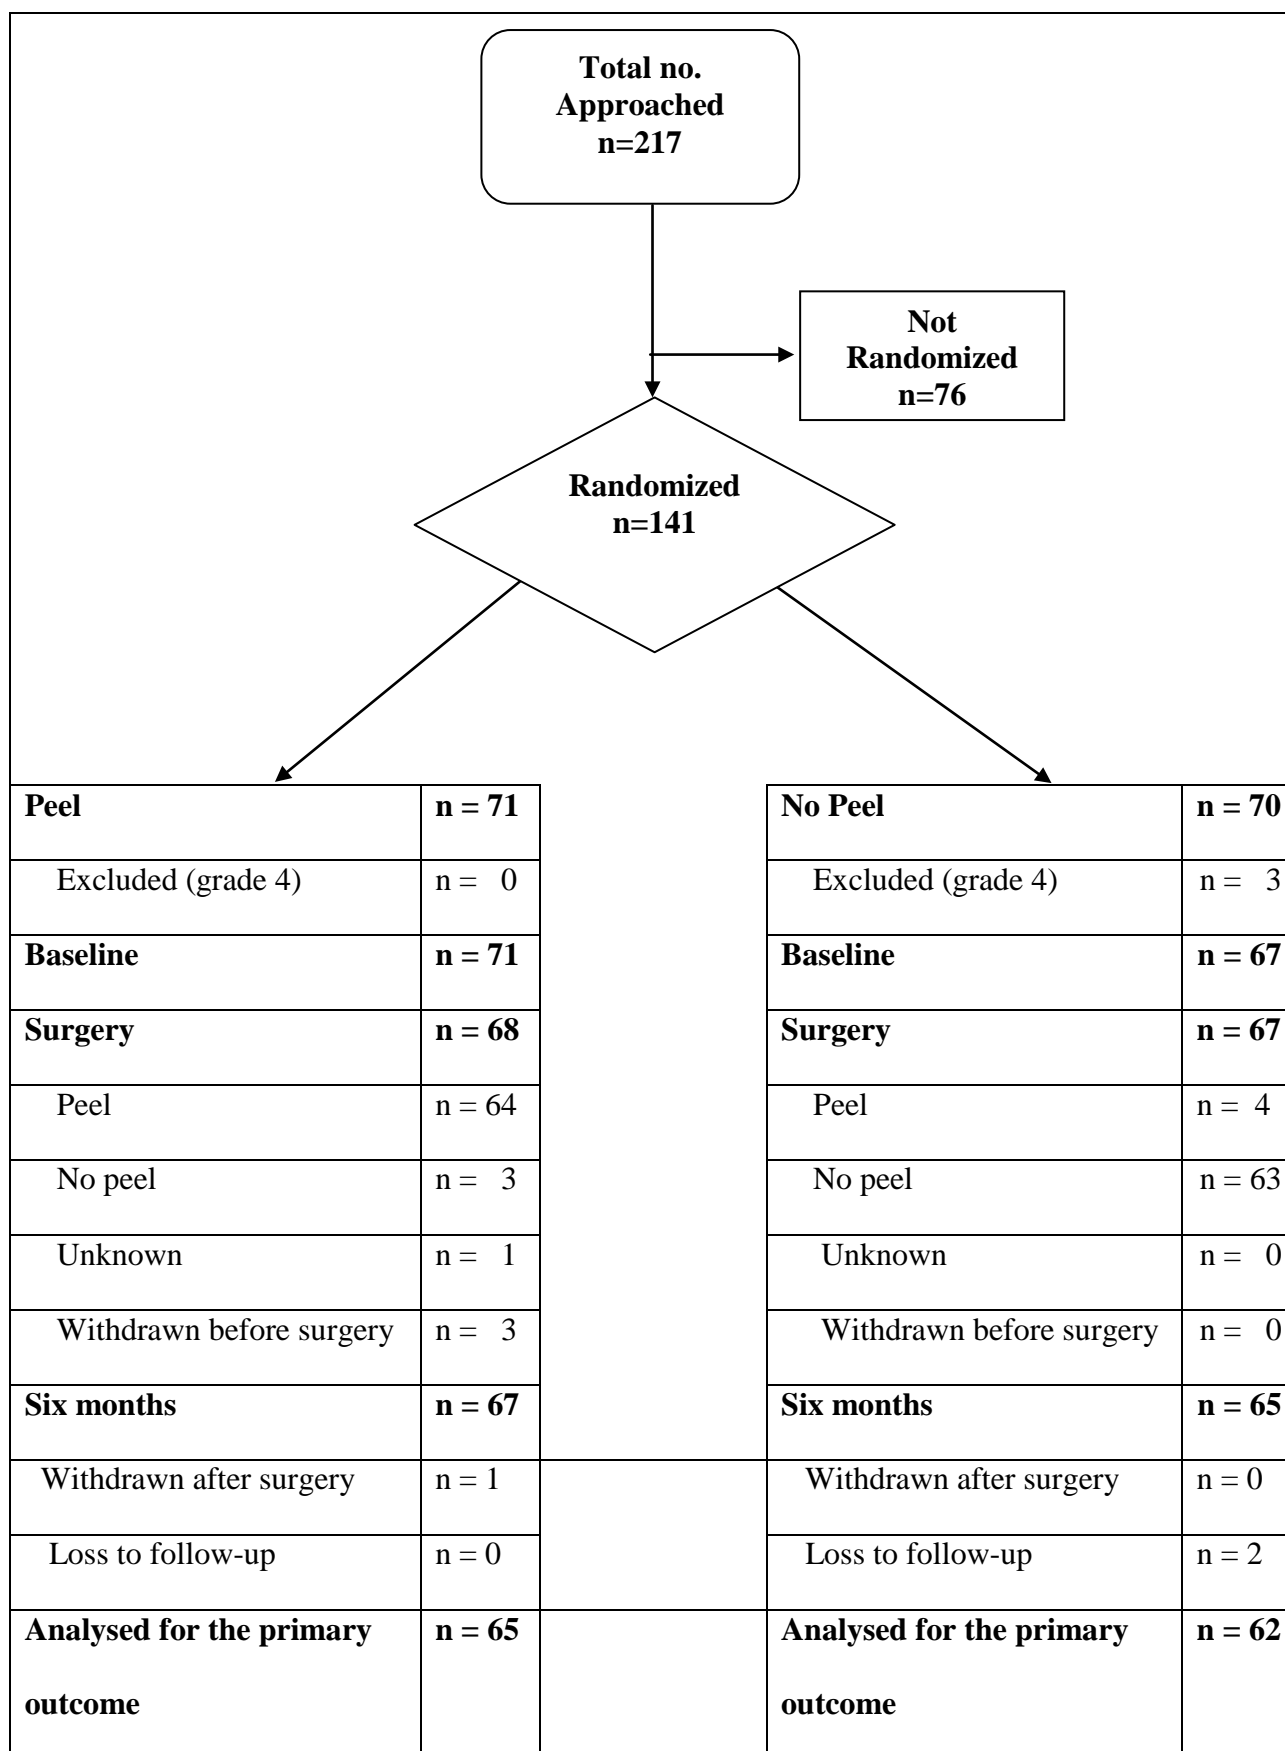 Total no.
Approached
n=217
Not
Randomized
n=76
Randomized
n=141
Peel n = 71
Excluded (grade 4) n = 0
Baseline n = 71
Surgery n = 68
Peel n = 64
No peel n = 3
Unknown n = 1
Withdrawn before surgery n = 3
Six months n = 67
Withdrawn after surgery n = 1
Loss to follow-up n = 0
Analysed for the primary n = 65
outcome
No Peel n = 70
Excluded (grade 4) n = 3
Baseline n = 67
Surgery n = 67
Peel n = 4
No peel n = 63
Unknown n = 0
Withdrawn before surgery n = 0
Six months n = 65
Withdrawn after surgery n = 0
Loss to follow-up n = 2
Analysed for the primary n = 62
outcome